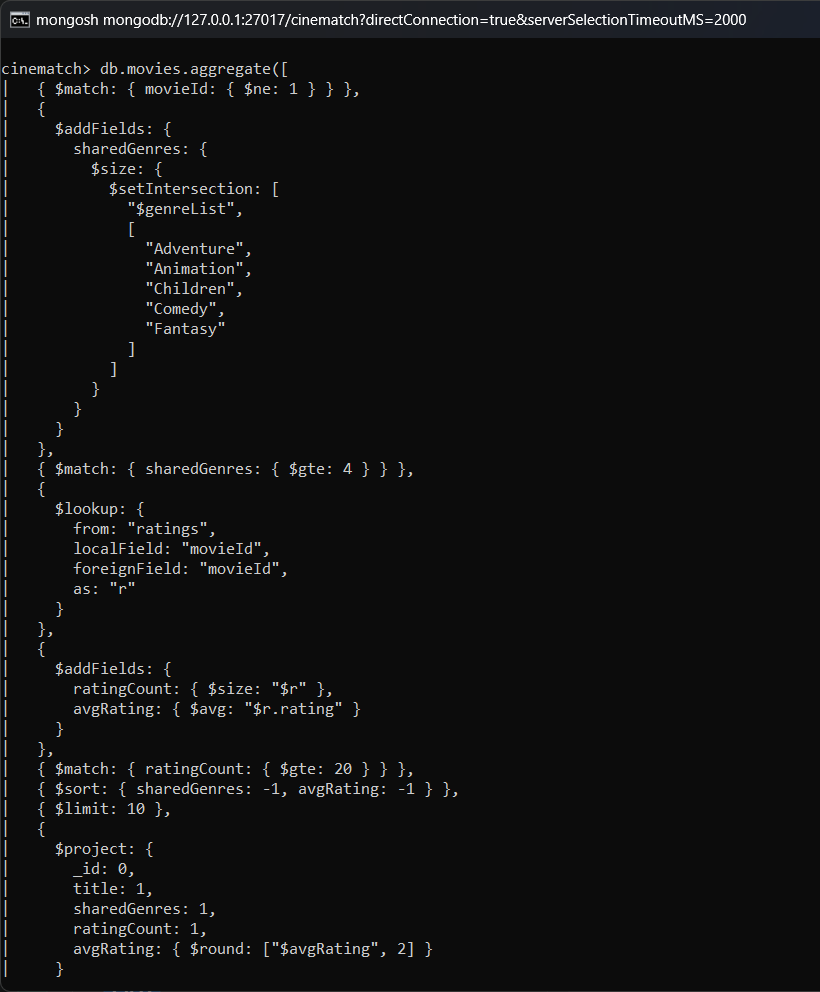 mongosh mongodb://127.0.0.1:27017/cinematch?directConnection=true&serverSelectionTimeoutMS=2000
cinematch> db.movies.aggregate([
|   { $match: { movieId: { $ne: 1 } } },
|   {
|     $addFields: {
|       sharedGenres: {
|         $size: {
|           $setIntersection: [
|             "$genreList",
|             [
|               "Adventure",
|               "Animation",
|               "Children",
|               "Comedy",
|               "Fantasy"
|             ]
|           ]
|         }
|       }
|     }
|   },
|   { $match: { sharedGenres: { $gte: 4 } } },
|   {
|     $lookup: {
|       from: "ratings",
|       localField: "movieId",
|       foreignField: "movieId",
|       as: "r"
|     }
|   },
|   {
|     $addFields: {
|       ratingCount: { $size: "$r" },
|       avgRating: { $avg: "$r.rating" }
|     }
|   },
|   { $match: { ratingCount: { $gte: 20 } } },
|   { $sort: { sharedGenres: -1, avgRating: -1 } },
|   { $limit: 10 },
|   {
|     $project: {
|       _id: 0,
|       title: 1,
|       sharedGenres: 1,
|       ratingCount: 1,
|       avgRating: { $round: ["$avgRating", 2] }
|     }